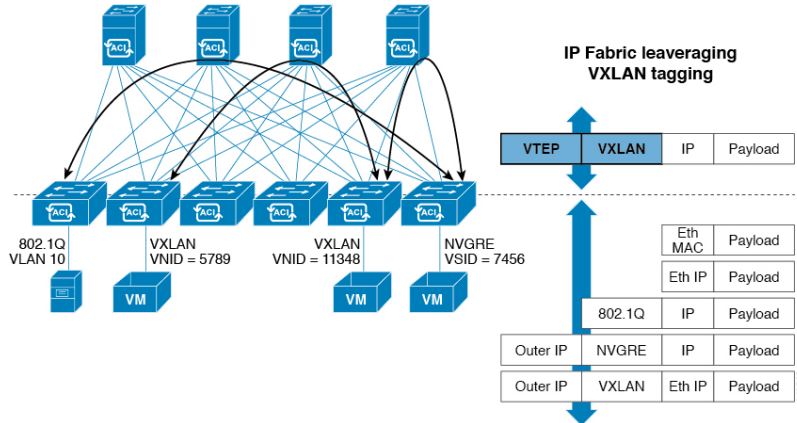 ACI
ACI
ACI
ACI
IP Fabric leaveraging
VXLAN tagging
VTEP VXLAN IP Payload
ACI
ACI
ACI
ACI
ACI
ACI
802.1Q
VLAN 10
VXLAN
VNID = 5789
VXLAN
VNID = 11348
NVGRE
VSID = 7456
VM
VM
VM
Eth
MAC
Payload
Eth IP Payload
802.1Q IP Payload
Outer IP NVGRE IP Payload
Outer IP VXLAN Eth IP Payload